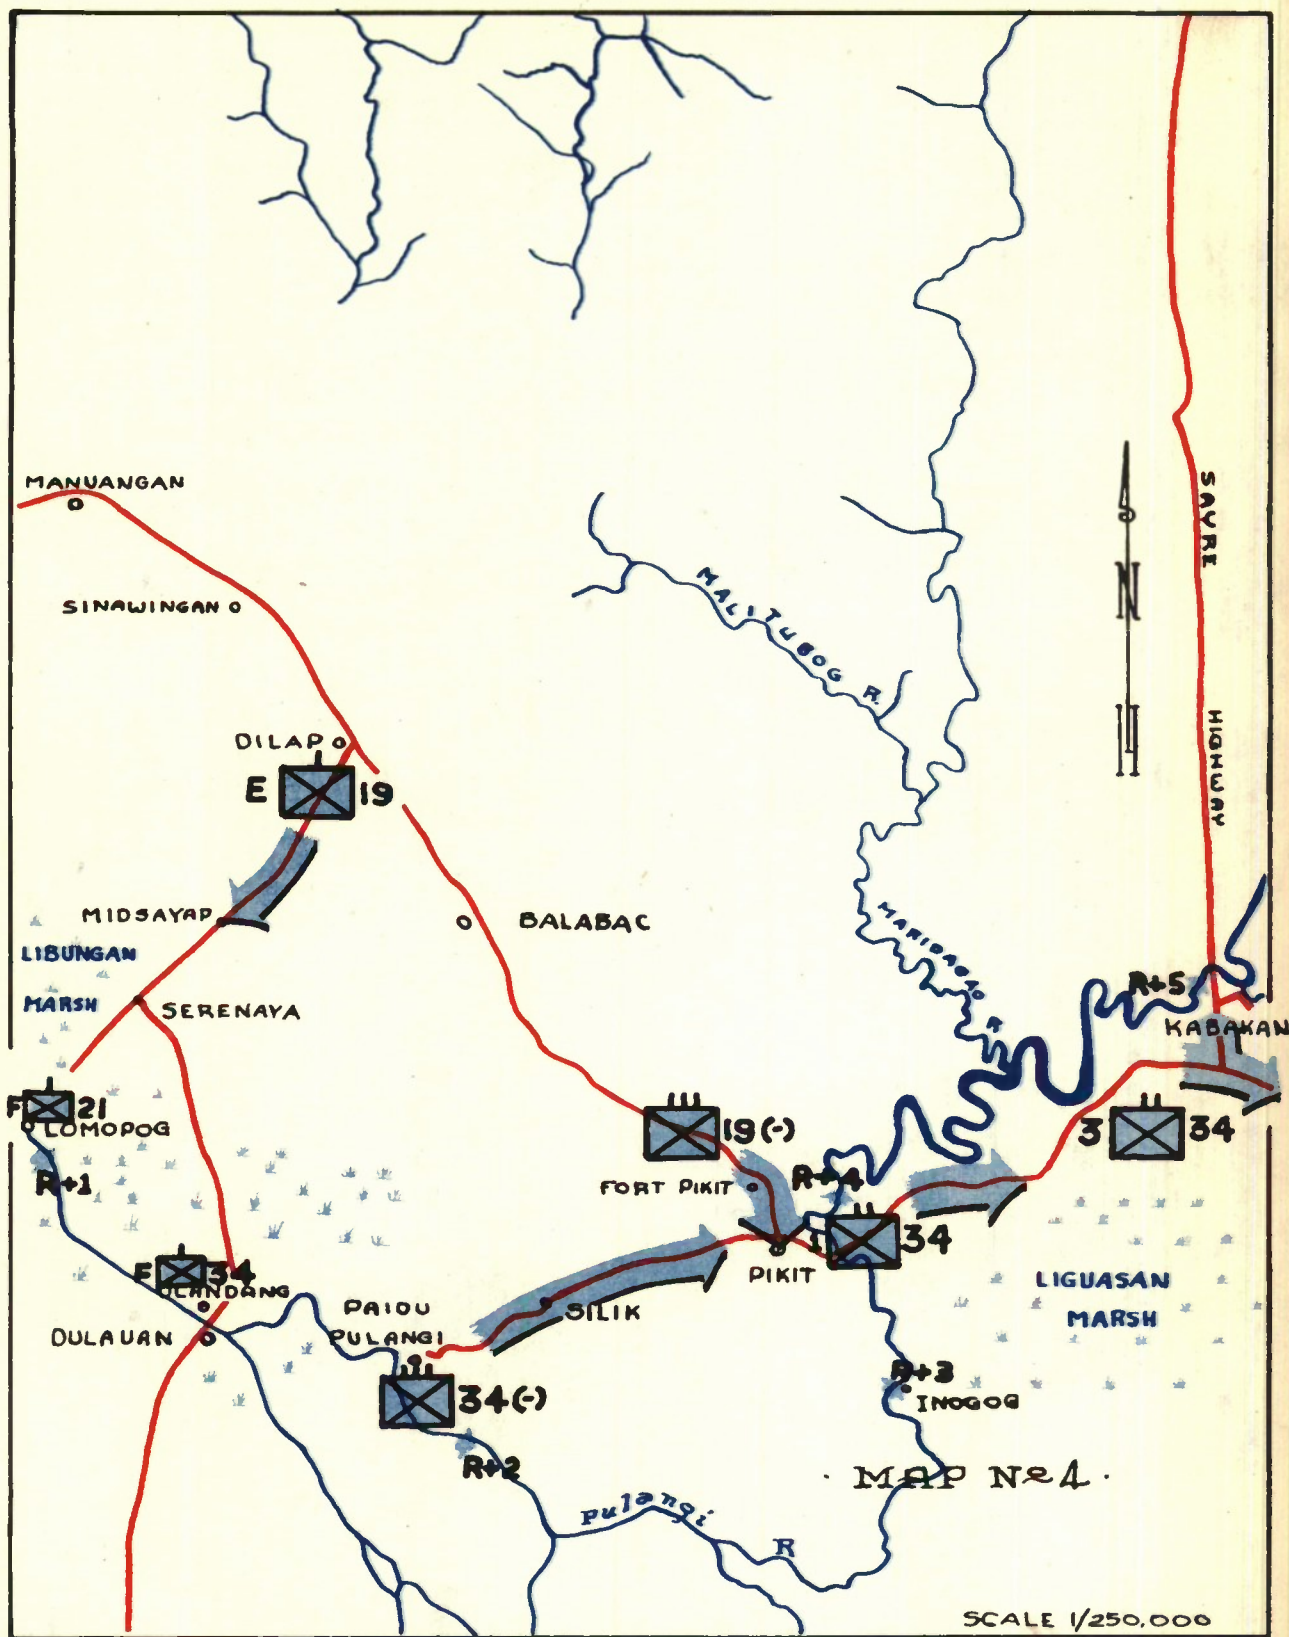 MANUANGAN
SINAWINGAN
SAYRE
HIGHWAY
N
MALITUBOG R.
DILAP
E 19
MIDSAYAP
BALABAC
LIBUNGAN
MARSH
SERENAYA
MARIDAGAO R
R+5
KABAKAN
F 21
LOMOPOG
R+1
19(-)
3 34
FORT PIKIT
R+4
1 34
PIKIT
LIGUASAN
MARSH
F 34
OLANDANG
DULAUAN
PAIDU
PULANGI
SILIK
34(-)
R+2
R+3
INOGOG
MAP No 4
Pulangi R
SCALE 1/250,000